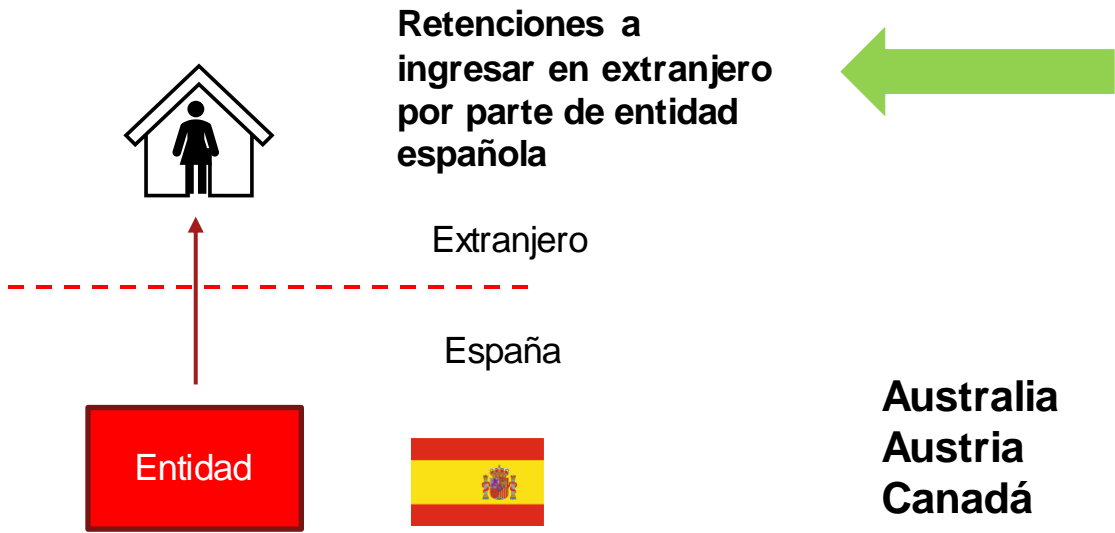 Retenciones a
ingresar en extranjero
por parte de entidad
española
Extranjero
España
Entidad
Australia
Austria
Canadá